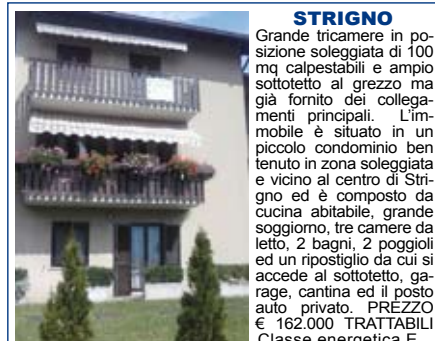 STRIGNO
Grande tricamere in po-
sizione soleggiata di 100
mq calpestabili e ampio
sottotetto al grezzo ma
già fornito dei collega-
menti principali. L'im-
mobile è situato in un
piccolo condominio ben
tenuto in zona soleggiata
e vicino al centro di Stri-
gno ed è composto da
cucina abitabile, grande
soggiorno, tre camere da
letto, 2 bagni, 2 poggioli
ed un ripostiglio da cui si
accede al sottotetto, ga-
rage, cantina ed il posto
auto privato. PREZZO
€ 162.000 TRATTABILI
Classe energetica E